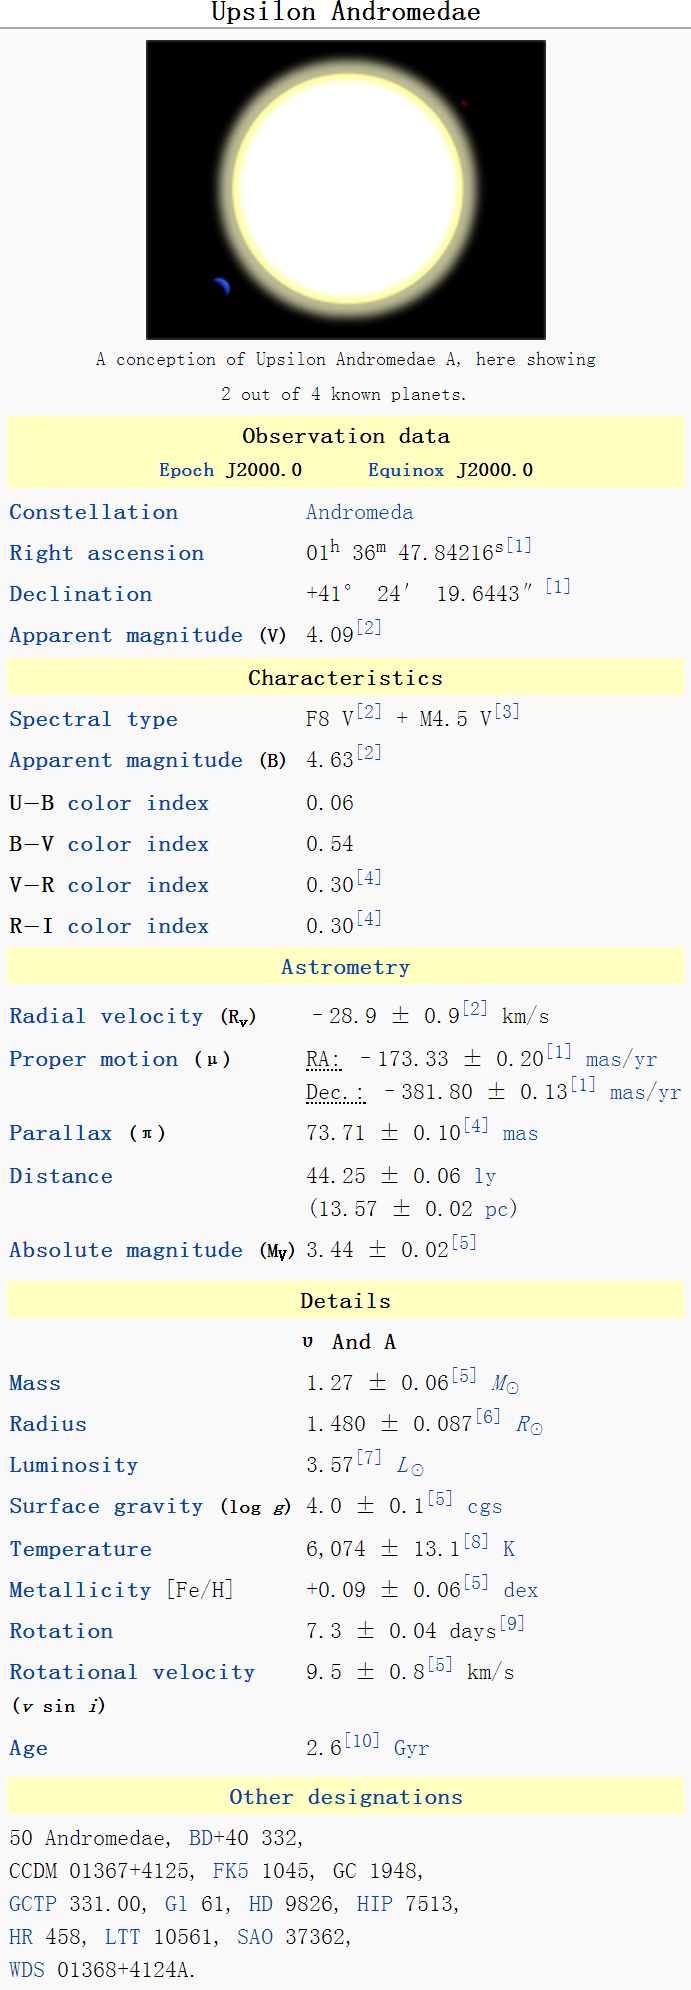 Upsilon Andromedae
A conception of Upsilon Andromedae A, here showing
2 out of 4 known planets.
Observation data
Epoch J2000.0 Equinox J2000.0
Constellation Andromeda
Right ascension 01h 36m 47.84216s[1]
Declination +41° 24′ 19.6443″[1]
Apparent magnitude (V) 4.09[2]
Characteristics
Spectral type F8 V[2] + M4.5 V[3]
Apparent magnitude (B) 4.63[2]
U−B color index 0.06
B−V color index 0.54
V−R color index 0.30[4]
R−I color index 0.30[4]
Astrometry
Radial velocity (Rv) −28.9 ± 0.9[2] km/s
Proper motion (μ) RA: −173.33 ± 0.20[1] mas/yr
Dec.: −381.80 ± 0.13[1] mas/yr
Parallax (π) 73.71 ± 0.10[4] mas
Distance 44.25 ± 0.06 ly
(13.57 ± 0.02 pc)
Absolute magnitude (MV) 3.44 ± 0.02[5]
Details
υ And A
Mass 1.27 ± 0.06[5] M☉
Radius 1.480 ± 0.087[6] R☉
Luminosity 3.57[7] L☉
Surface gravity (log g) 4.0 ± 0.1[5] cgs
Temperature 6,074 ± 13.1[8] K
Metallicity [Fe/H] +0.09 ± 0.06[5] dex
Rotation 7.3 ± 0.04 days[9]
Rotational velocity 9.5 ± 0.8[5] km/s
(v sin i)
Age 2.6[10] Gyr
Other designations
50 Andromedae, BD+40 332,
CCDM 01367+4125, FK5 1045, GC 1948,
GCTP 331.00, Gl 61, HD 9826, HIP 7513,
HR 458, LTT 10561, SAO 37362,
WDS 01368+4124A.